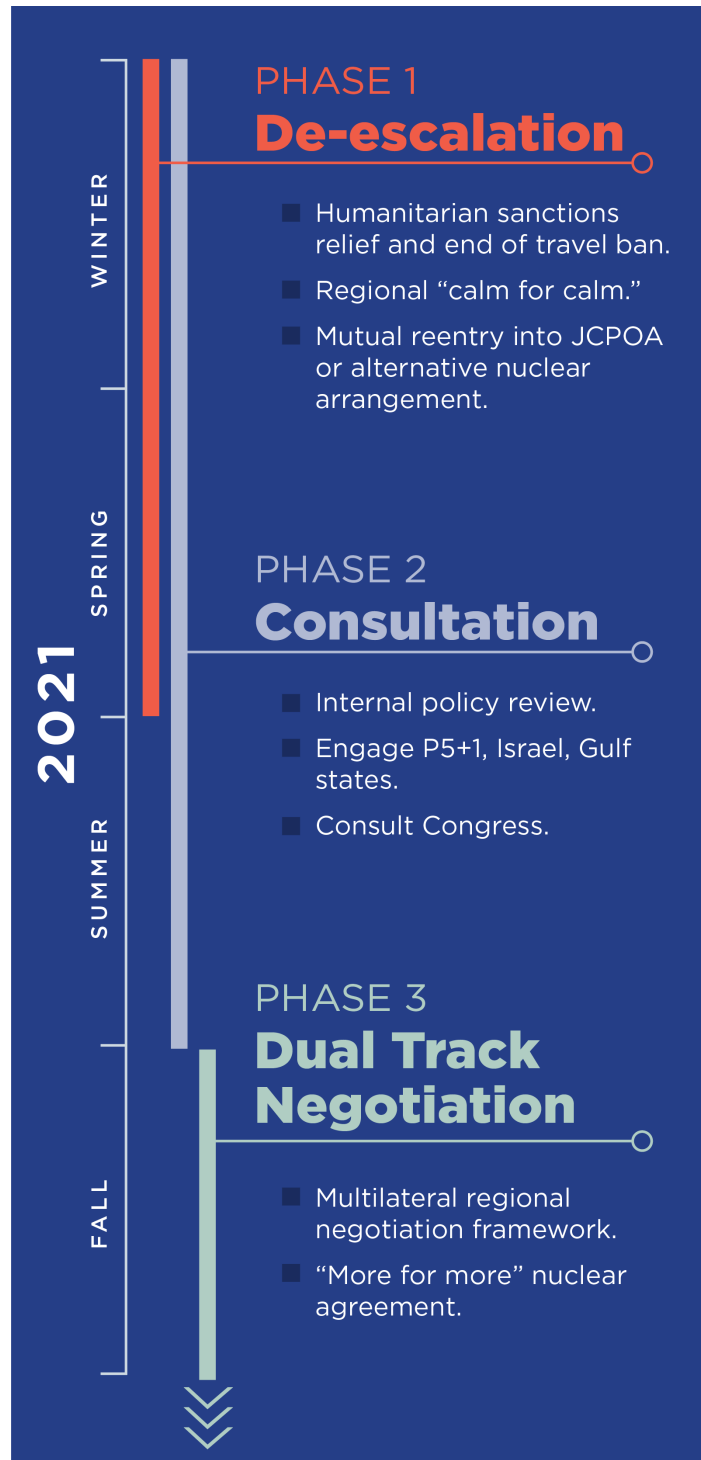 2021
WINTER
SPRING
SUMMER
FALL
PHASE 1
De-escalation
Humanitarian sanctions
relief and end of travel ban.
Regional “calm for calm.”
Mutual reentry into JCPOA
or alternative nuclear
arrangement.
PHASE 2
Consultation
Internal policy review.
Engage P5+1, Israel, Gulf
states.
Consult Congress.
PHASE 3
Dual Track
Negotiation
Multilateral regional
negotiation framework.
“More for more” nuclear
agreement.